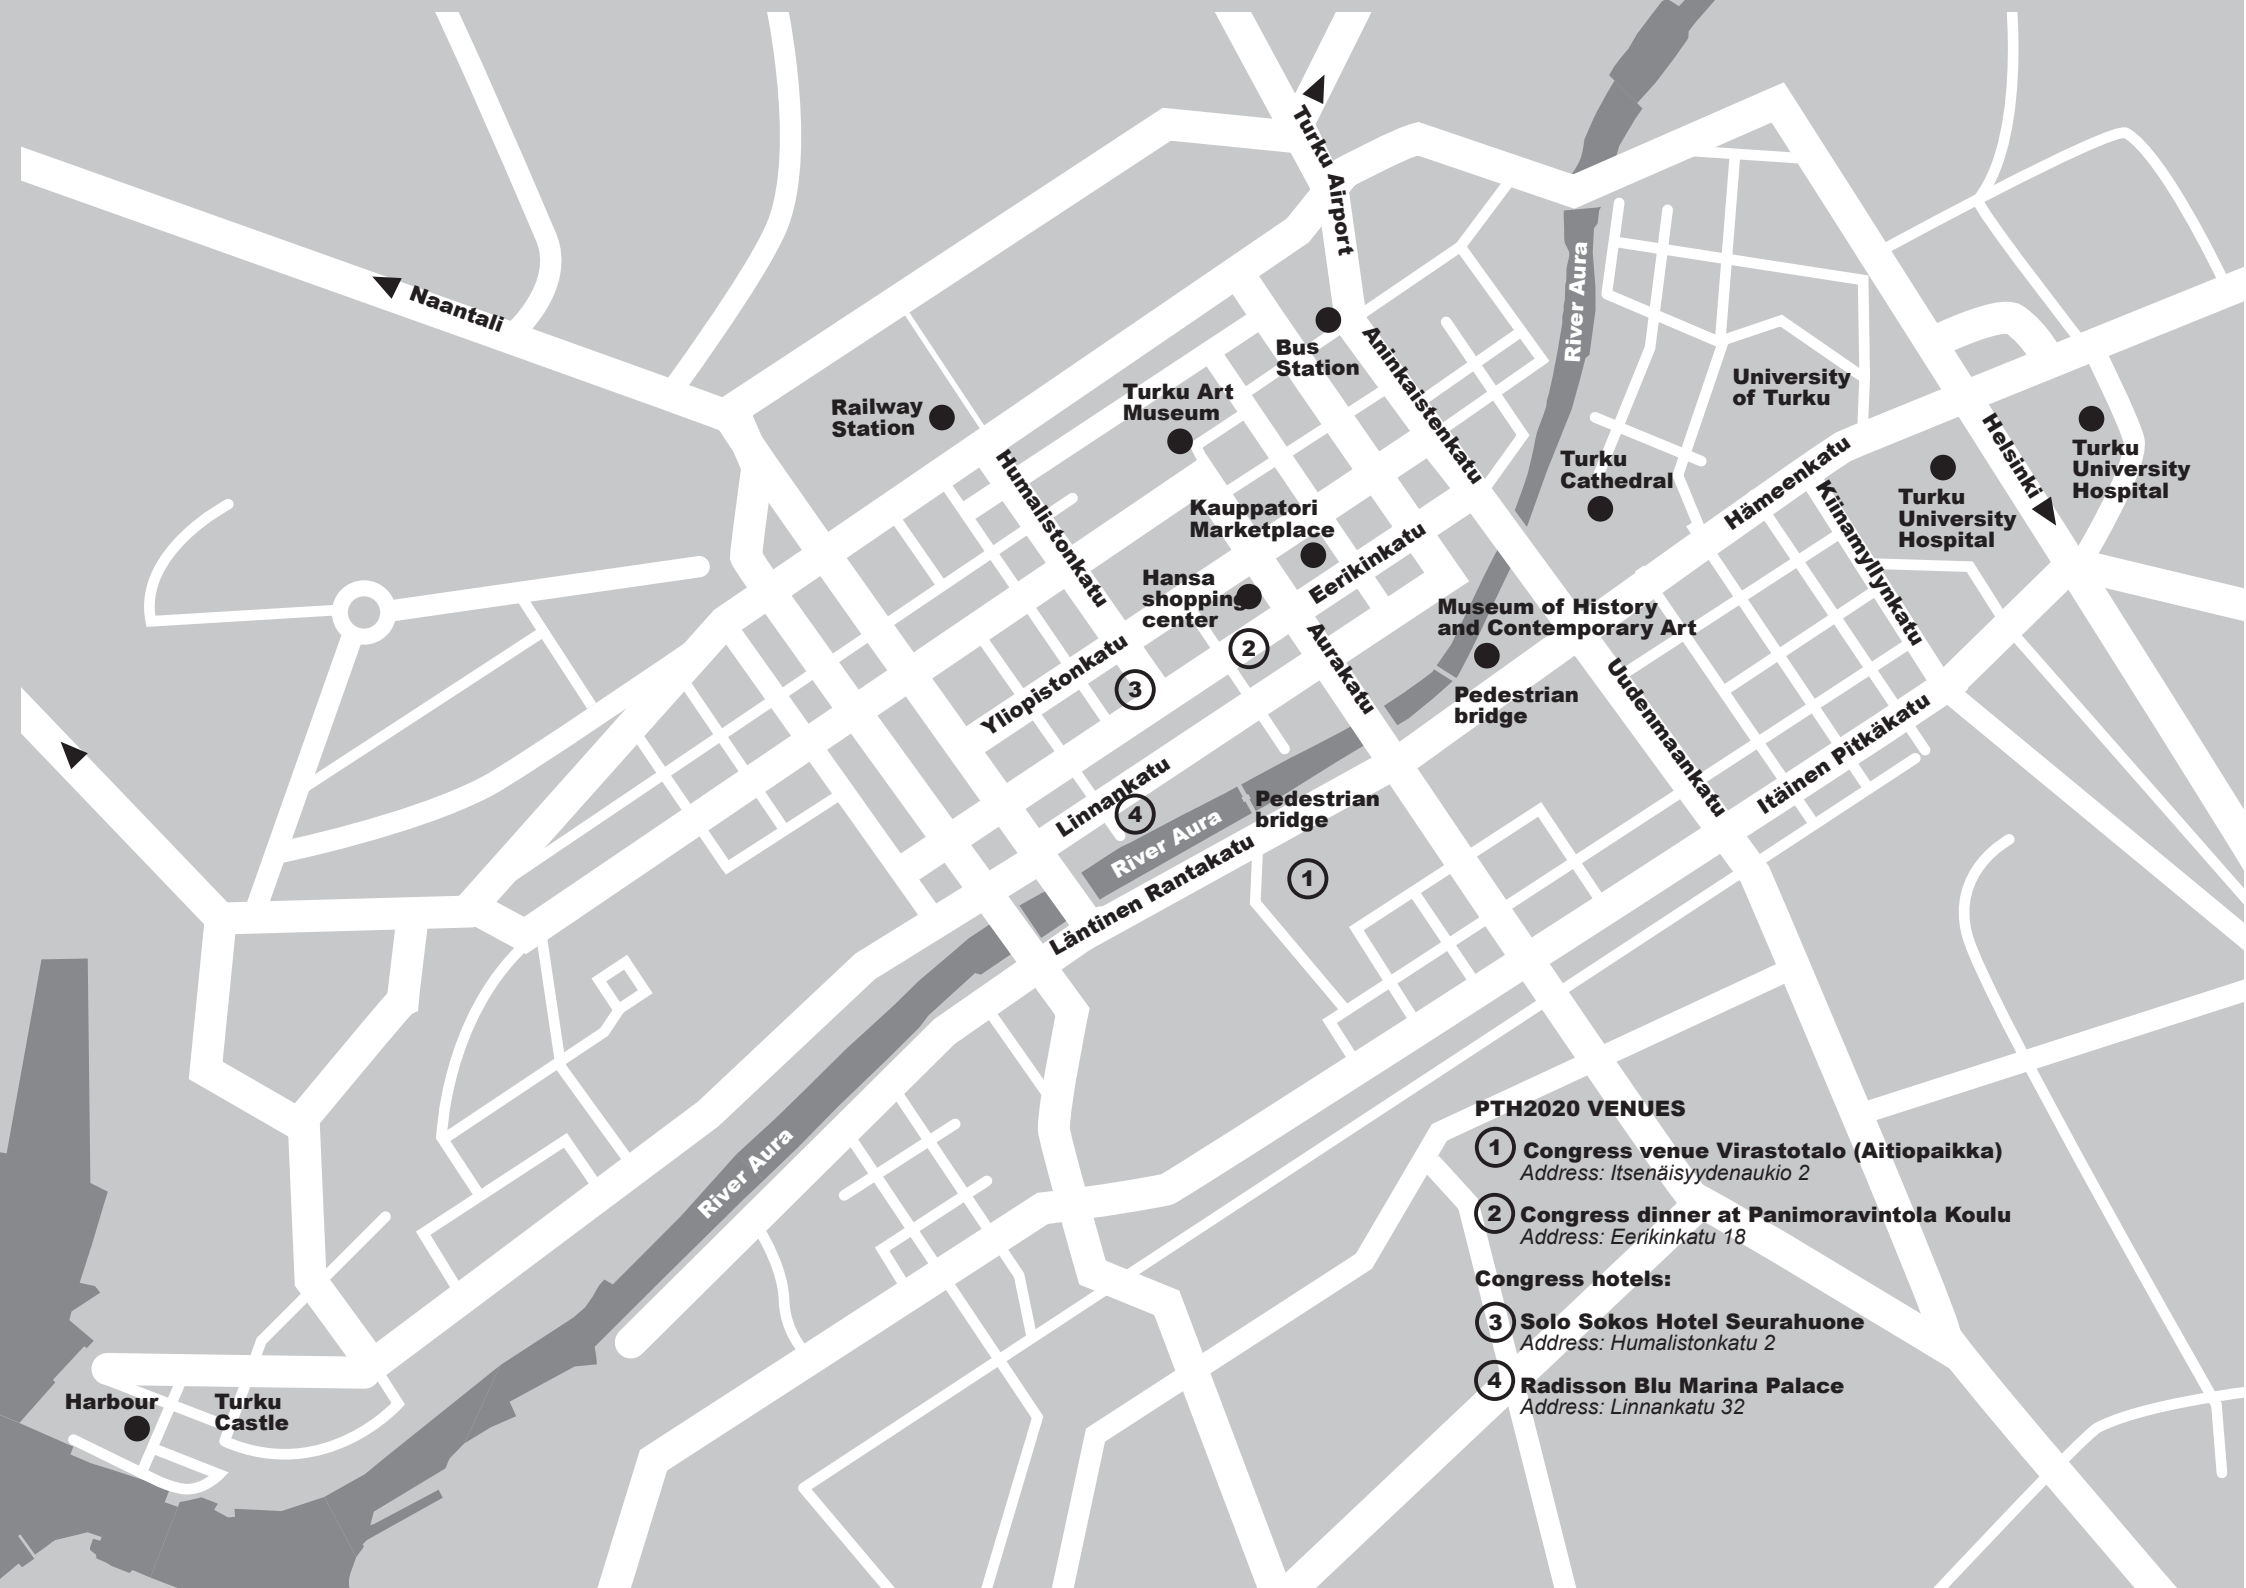 Turku Airport
River Aura
Naantali
Bus
Station
Aninkaistenkatu
University
of Turku
Turku Art
Museum
Railway
Station
Helsinki
Turku
University
Hospital
Hämeenkatu
Turku
Cathedral
Humalistonkatu
Kiinamyllynkatu
Turku
University
Hospital
Kauppatori
Marketplace
Eerikinkatu
Hansa
shopping
center
Museum of History
and Contemporary Art
Aurakatu
2
Yliopistonkatu
3
Uudenmaankatu
Pedestrian
bridge
Itäinen Pitkäkatu
Linnankatu
4
Pedestrian
bridge
River Aura
Läntinen Rantakatu
1
River Aura
PTH2020 VENUES
1 Congress venue Virastotalo (Aitiopaikka)
Address: Itsenäisyydenaukio 2
2 Congress dinner at Panimoravintola Koulu
Address: Eerikinkatu 18
Congress hotels:
3 Solo Sokos Hotel Seurahuone
Address: Humalistonkatu 2
4 Radisson Blu Marina Palace
Address: Linnankatu 32
Harbour
Turku
Castle